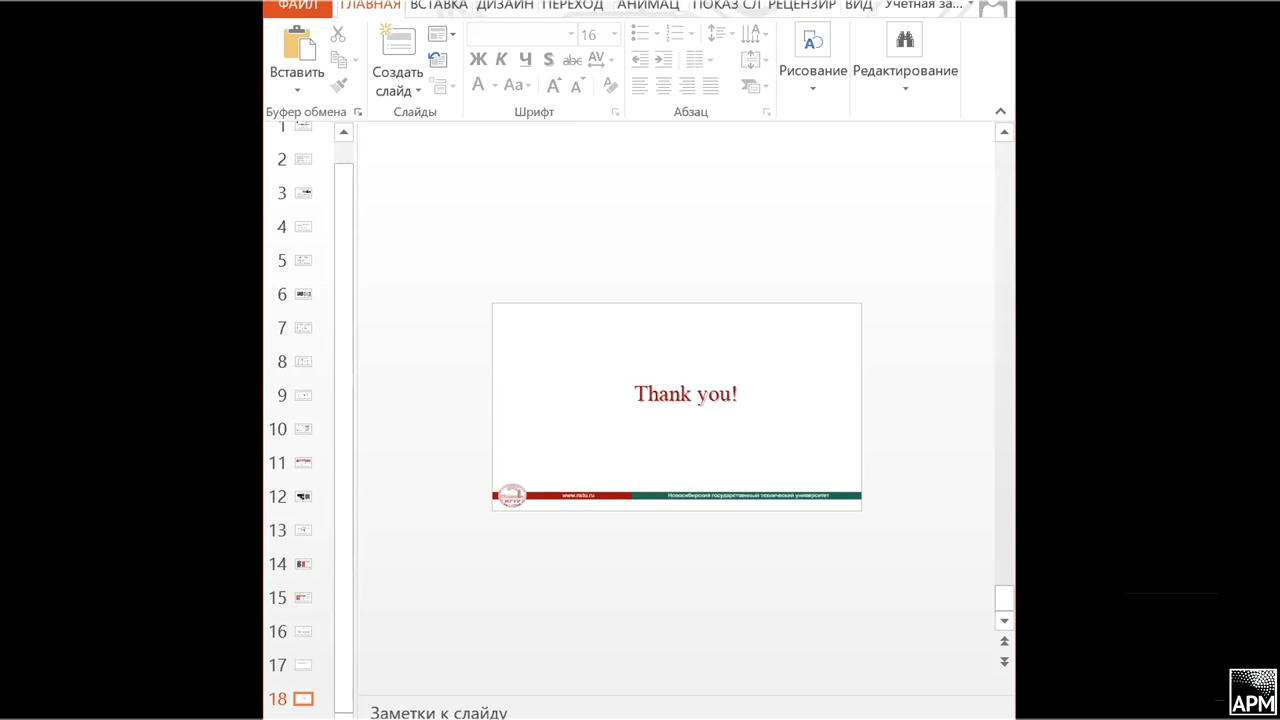 ФАЙЛ ГЛАВНАЯ ВСТАВКА ДИЗАЙН ПЕРЕХОД АНИМАЦ ПОКАЗ СЛ РЕЦЕНЗИР ВИД Учетная за...
16
Вставить
Создать слайд
Ж К Ч S abc AV
A Aa A A
Рисование
Редактирование
Буфер обмена
Слайды
Шрифт
Абзац
1
2
3
4
5
6
7
8
9
10
11
12
13
14
15
16
17
18
Thank you!
www.nstu.ru
Новосибирский государственный технический университет
Заметки к слайду
APM